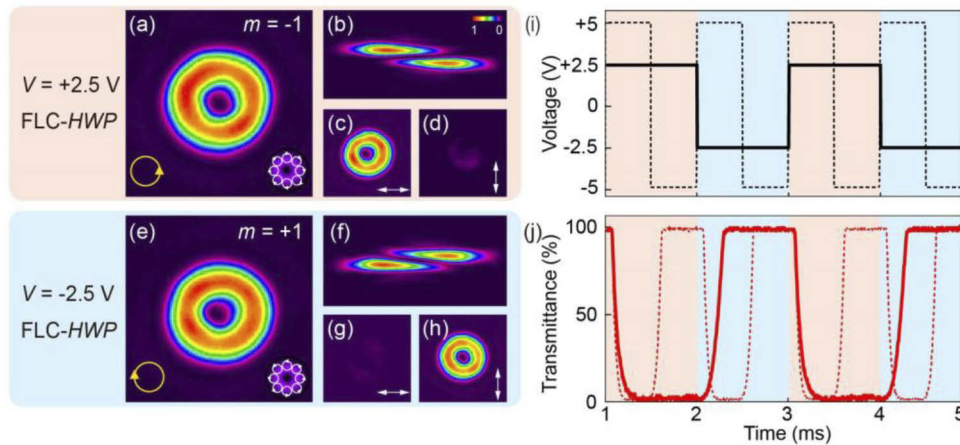 V = +2.5 V
FLC-HWP
(a)
m = -1
(b)
1 0
(c)
(d)
V = -2.5 V
FLC-HWP
(e)
m = +1
(f)
(g)
(h)
(i)
Voltage (V)
+5
+2.5
0
-2.5
-5
(j)
Transmittance (%)
100
50
0
1 2 3 4 5
Time (ms)